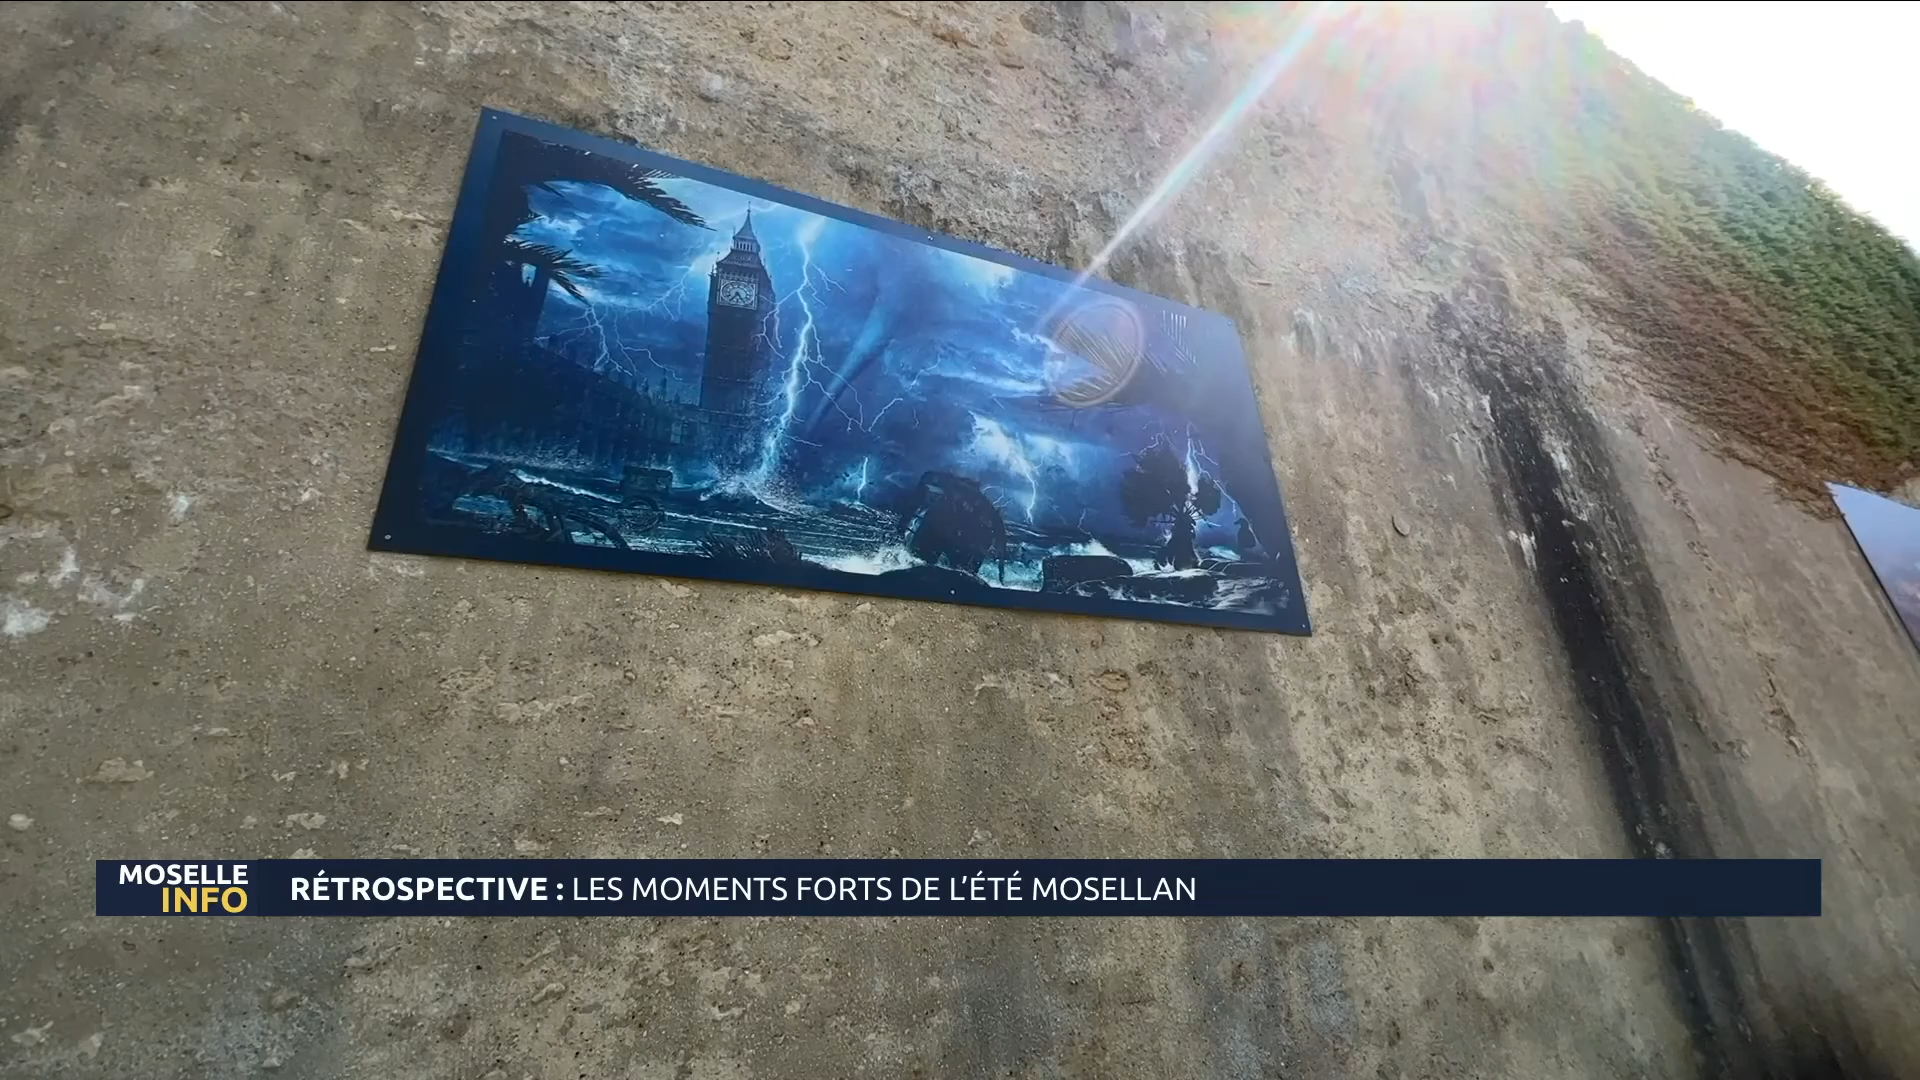 MOSELLE
INFO
RÉTROSPECTIVE : LES MOMENTS FORTS DE L’ÉTÉ MOSELLAN